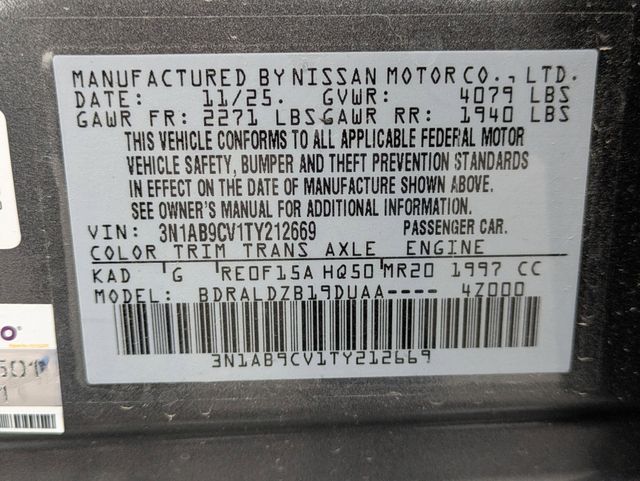 MANUFACTURED BY NISSAN MOTOR CO., LTD.
DATE: 11/25. GVWR: 4079 LBS
GAWR FR: 2271 LBS GAWR RR: 1940 LBS
THIS VEHICLE CONFORMS TO ALL APPLICABLE FEDERAL MOTOR
VEHICLE SAFETY, BUMPER AND THEFT PREVENTION STANDARDS
IN EFFECT ON THE DATE OF MANUFACTURE SHOWN ABOVE.
SEE OWNER'S MANUAL FOR ADDITIONAL INFORMATION.
VIN: 3N1AB9CV1TY212669 PASSENGER CAR.
COLOR TRIM TRANS AXLE ENGINE
KAD G RE0F15A HQ50 MR20 1997 CC
MODEL: BDRALDZB19DUAA---- 4Z000
3N1AB9CV1TY212669